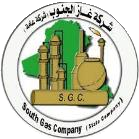 شركة غاز الجنوب (شركة عامة)
S. G. C.
South Gas Company (State Company)